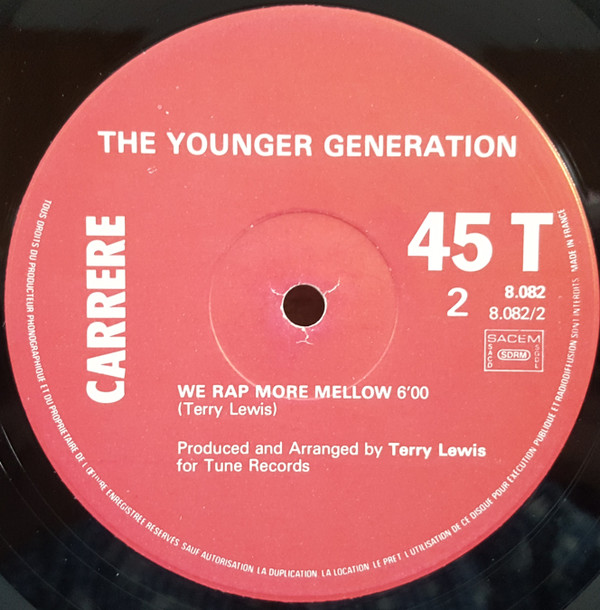 THE YOUNGER GENERATION
CARRERE
45 T
2
8.082
8.082/2
SACEM
SACD
SDRM
SGDL
WE RAP MORE MELLOW 6'00
(Terry Lewis)
Produced and Arranged by Terry Lewis
for Tune Records
TOUS DROITS DU PRODUCTEUR PHONOGRAPHIQUE ET DU PROPRIETAIRE DE L'ŒUVRE ENREGISTREE RESERVES. SAUF AUTORISATION LA DUPLICATION, LA LOCATION, LE PRET, L'UTILISATION DE CE DISQUE POUR EXECUTION PUBLIQUE ET RADIODIFFUSION SONT INTERDITS. MADE IN FRANCE